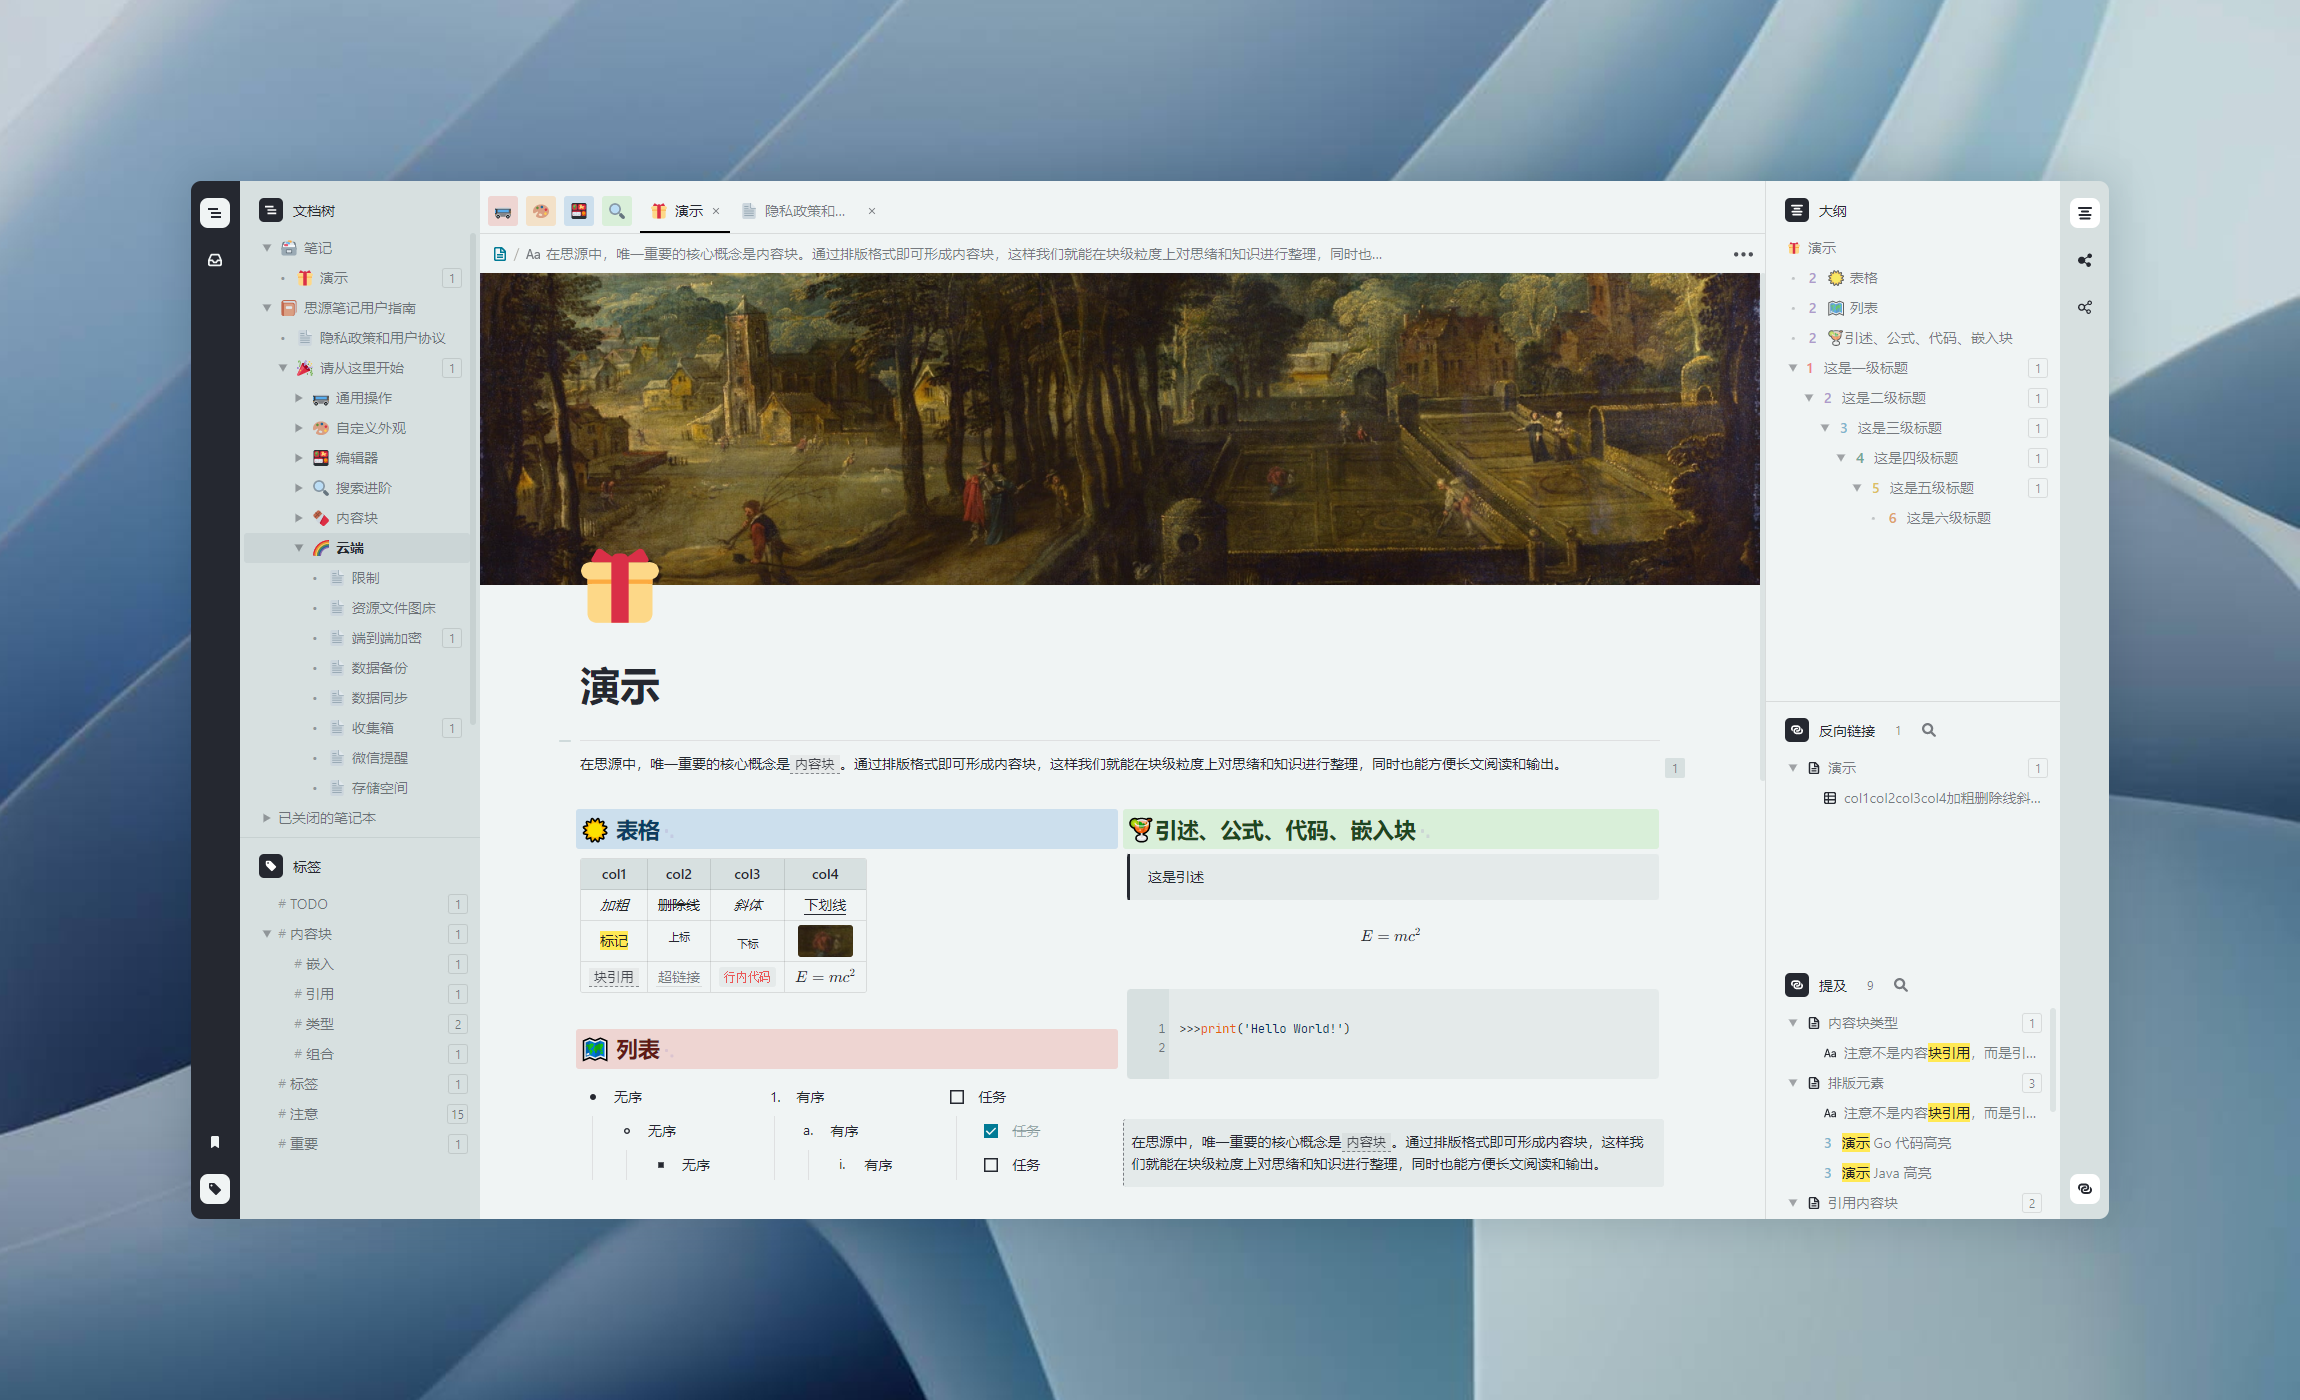 文档树
笔记
演示 1
思源笔记用户指南
隐私政策和用户协议
请从这里开始 1
通用操作
自定义外观
编辑器
搜索进阶
内容块
云端
限制
资源文件图床
端到端加密 1
数据备份
数据同步
收集箱 1
微信提醒
存储空间
已关闭的笔记本
标签
# TODO 1
# 内容块 1
# 嵌入 1
# 引用 1
# 类型 2
# 组合 1
# 标签 1
# 注意 15
# 重要 1
演示 ×
隐私政策和... ×
/ Aa 在思源中，唯一重要的核心概念是内容块。通过排版格式即可形成内容块，这样我们就能在块级粒度上对思绪和知识进行整理，同时也...
演示
在思源中，唯一重要的核心概念是 内容块 。通过排版格式即可形成内容块，这样我们就能在块级粒度上对思绪和知识进行整理，同时也能方便长文阅读和输出。 1
表格
col1 col2 col3 col4
加粗 删除线 斜体 下划线
标记 上标 下标
块引用 超链接 行内代码 E = mc²
列表
• 无序
无序
无序
1. 有序
a. 有序
i. 有序
任务
任务
任务
引述、公式、代码、嵌入块
这是引述
E = mc²
1 >>>print('Hello World!')
2
在思源中，唯一重要的核心概念是 内容块 。通过排版格式即可形成内容块，这样我
们就能在块级粒度上对思绪和知识进行整理，同时也能方便长文阅读和输出。
大纲
演示
2 表格
2 列表
2 引述、公式、代码、嵌入块
1 这是一级标题 1
2 这是二级标题 1
3 这是三级标题 1
4 这是四级标题 1
5 这是五级标题 1
6 这是六级标题
反向链接 1
演示 1
col1col2col3col4加粗删除线斜...
提及 9
内容块类型 1
Aa 注意不是内容块引用，而是引...
排版元素 3
Aa 注意不是内容块引用，而是引...
3 演示 Go 代码高亮
3 演示 Java 高亮
引用内容块 2